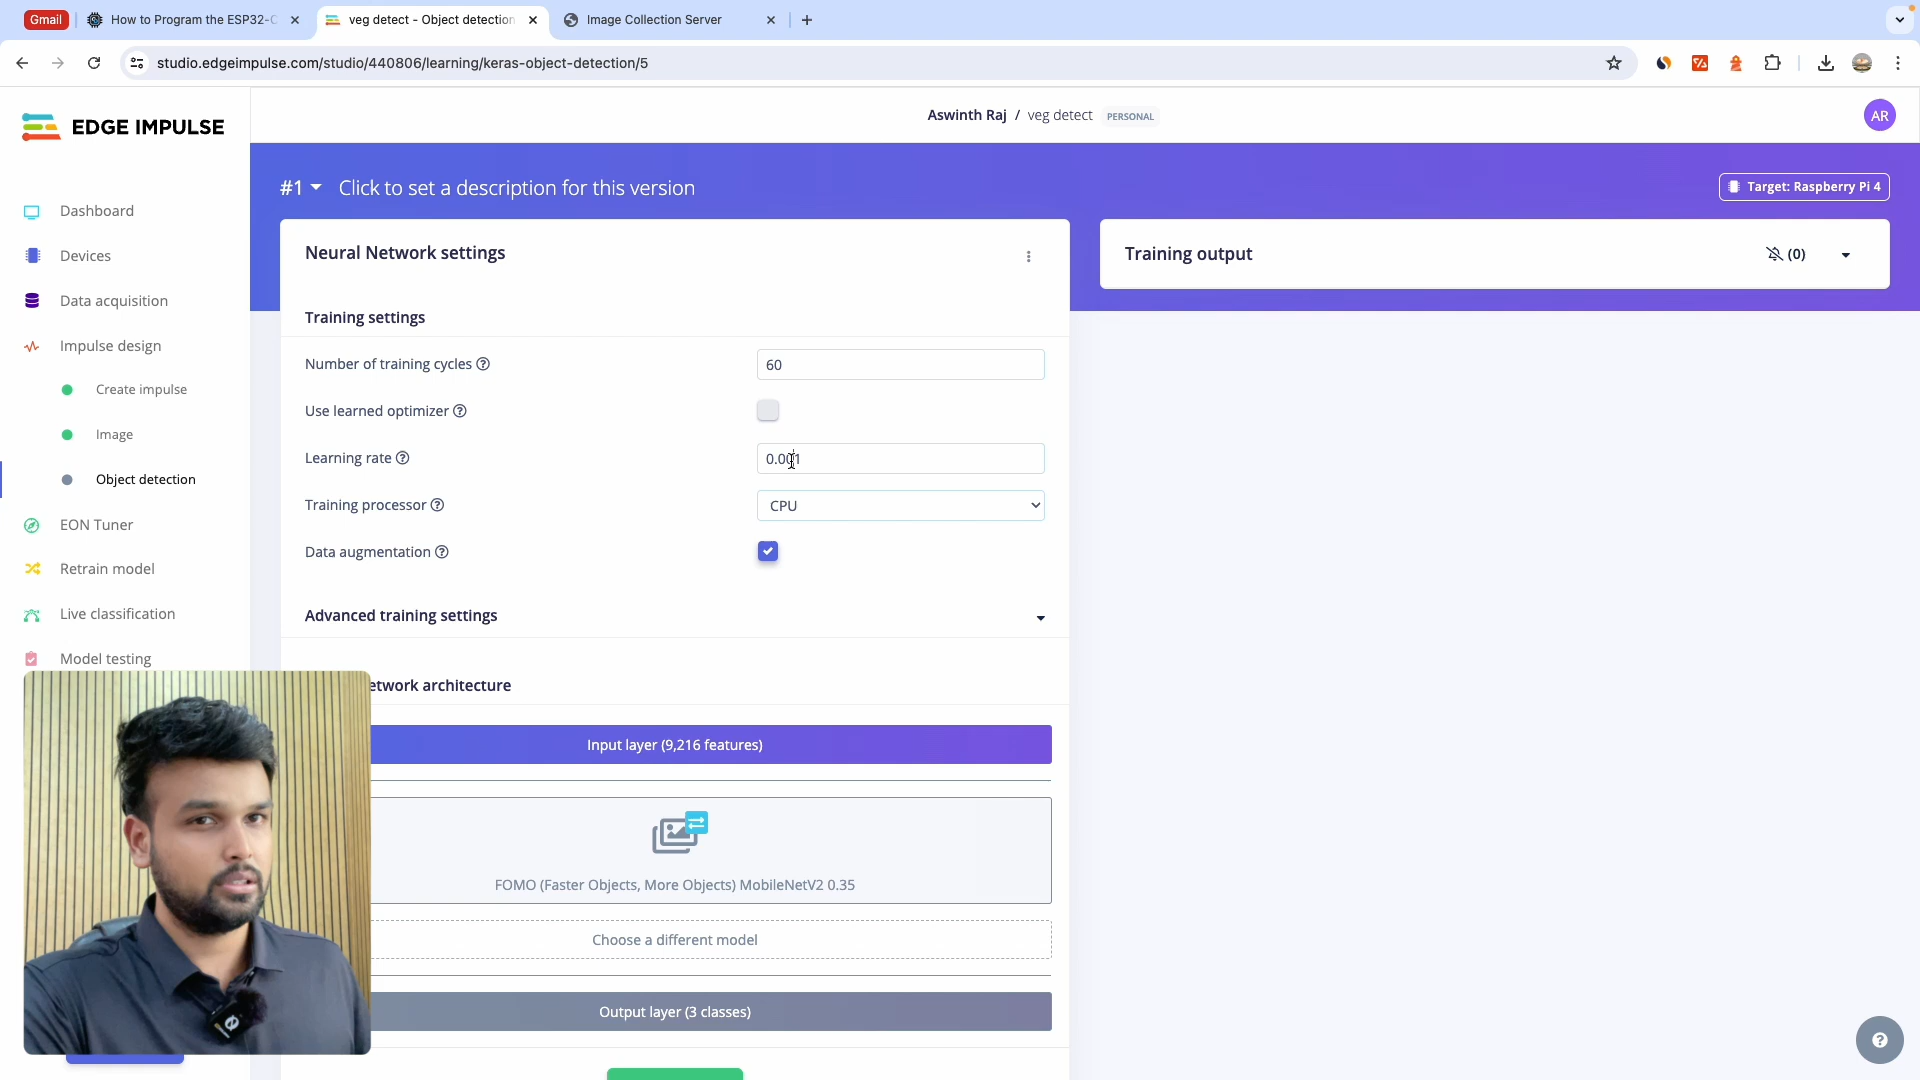 Gmail
How to Program the ESP32-C
veg detect - Object detection
Image Collection Server
studio.edgeimpulse.com/studio/440806/learning/keras-object-detection/5
EDGE IMPULSE
Aswinth Raj / veg detect PERSONAL
AR
#1 Click to set a description for this version
Target: Raspberry Pi 4
Dashboard
Devices
Data acquisition
Impulse design
Create impulse
Image
Object detection
EON Tuner
Retrain model
Live classification
Model testing
Neural Network settings
Training settings
Number of training cycles ? 60
Use learned optimizer ?
Learning rate ? 0.001
Training processor ? CPU
Data augmentation ?
Advanced training settings
etwork architecture
Input layer (9,216 features)
FOMO (Faster Objects, More Objects) MobileNetV2 0.35
Choose a different model
Output layer (3 classes)
Training output (0)
?